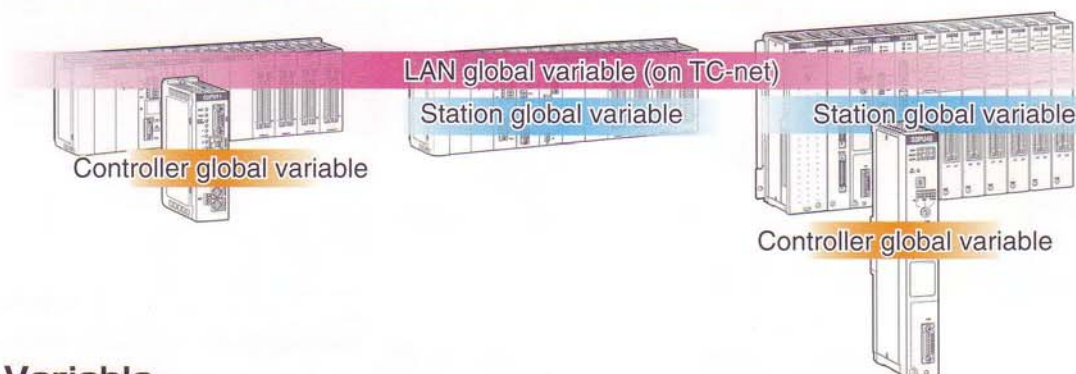 LAN global variable (on TC-net)
Station global variable
Station global variable
Controller global variable
Controller global variable
Variable